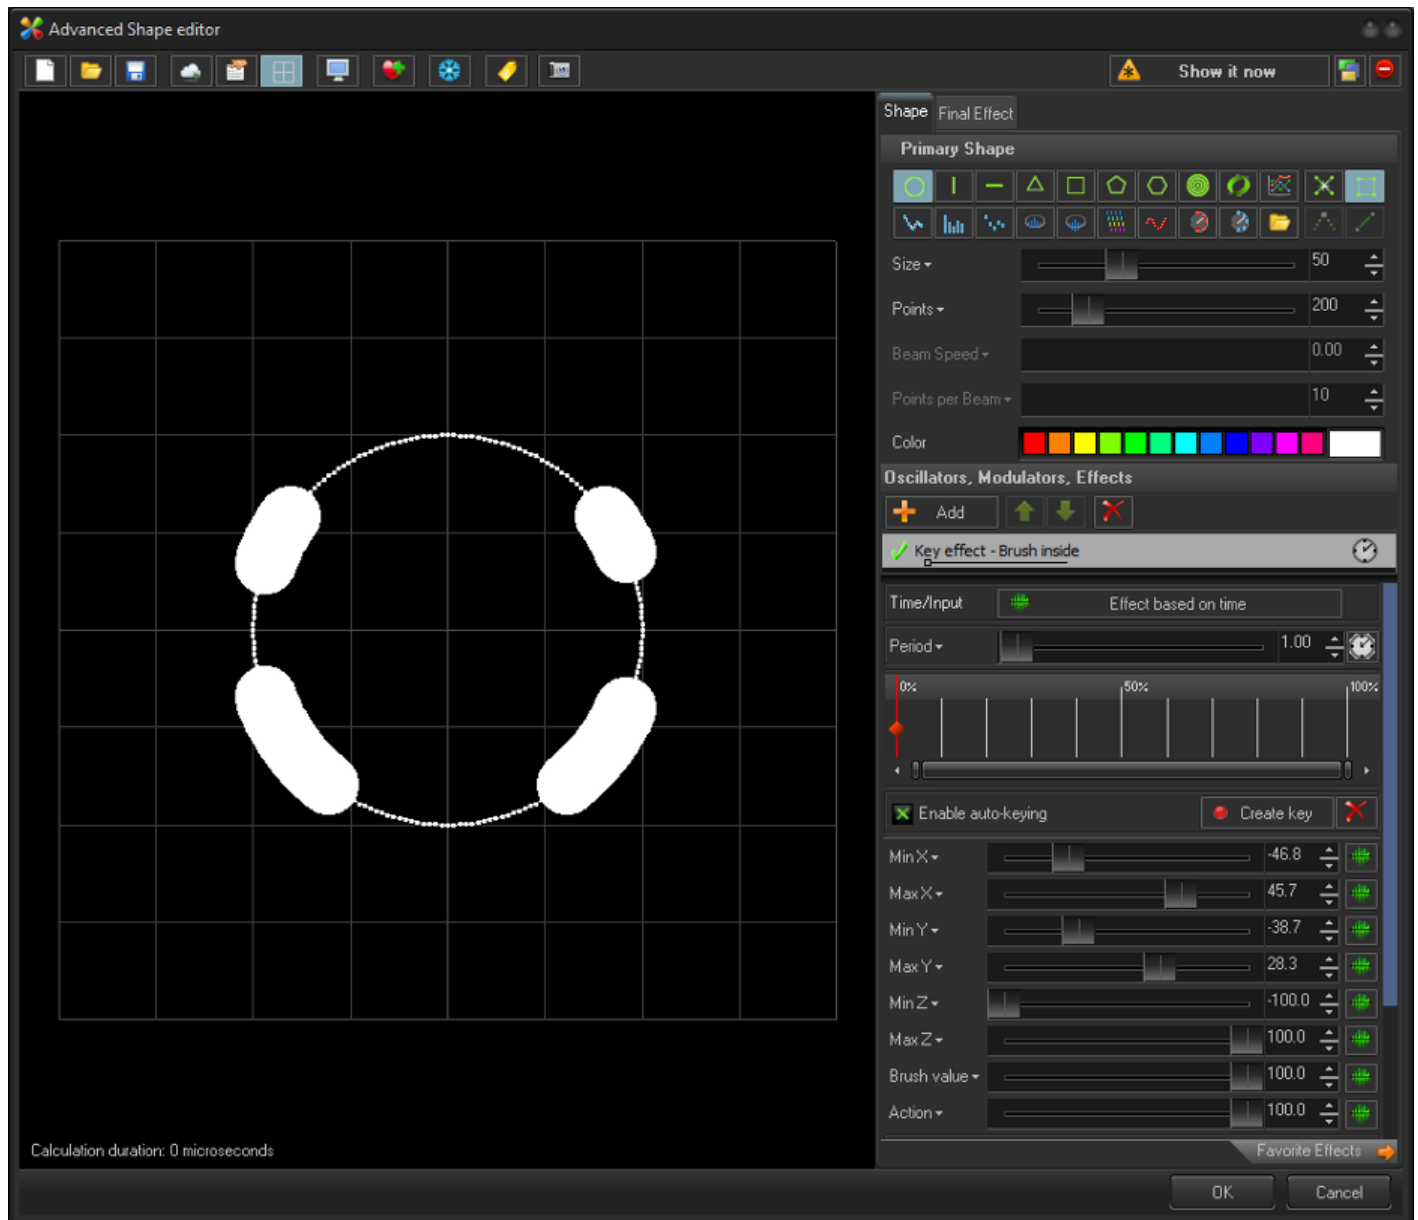 Advanced Shape editor
Show it now
Shape Final Effect
Primary Shape
Size 50
Points 200
Beam Speed 0.00
Points per Beam 10
Color
Oscillators, Modulators, Effects
Add
Key effect - Brush inside
Time/Input Effect based on time
Period 1.00
0% 50% 100%
Enable auto-keying Create key
Min X -46.8
Max X 45.7
Min Y -38.7
Max Y 28.3
Min Z -100.0
Max Z 100.0
Brush value 100.0
Action 100.0
Calculation duration: 0 microseconds
Favorite Effects
OK Cancel